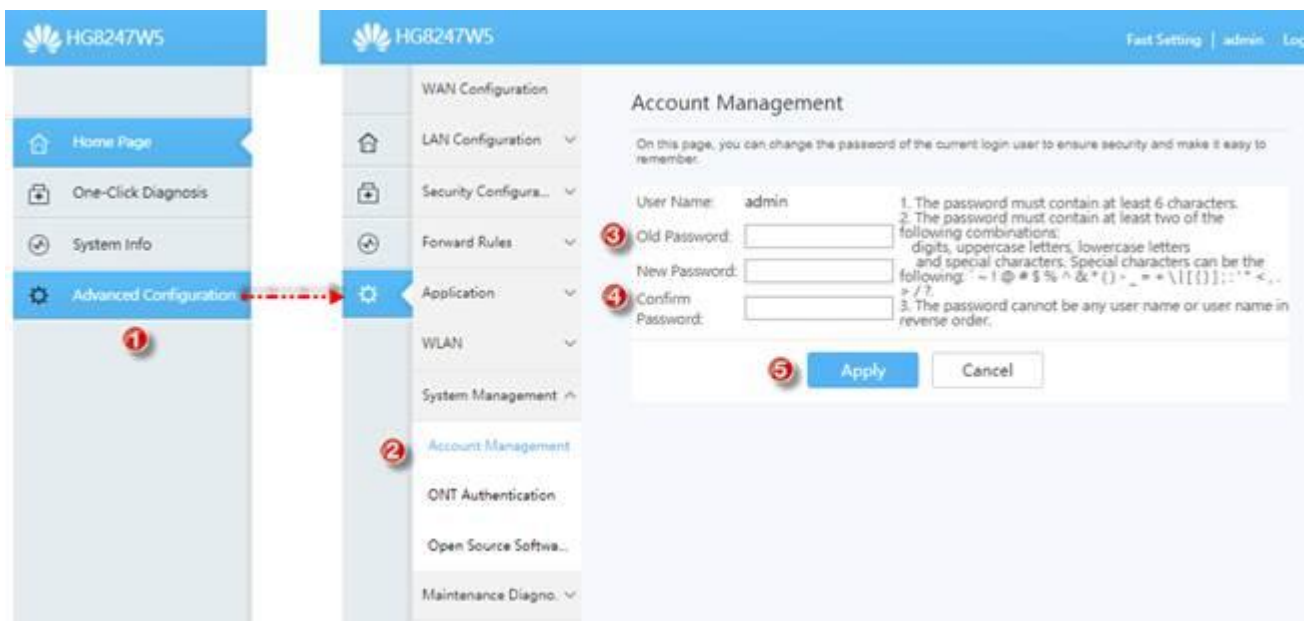 HG8247W5
Home Page
One-Click Diagnosis
System Info
Advanced Configuration
1
HG8247W5
Fast Setting | admin Log
WAN Configuration
LAN Configuration
Security Configura...
Forward Rules
Application
WLAN
System Management
2
Account Management
ONT Authentication
Open Source Softwa...
Maintenance Diagno.
Account Management
On this page, you can change the password of the current login user to ensure security and make it easy to
remember.
User Name: admin
3 Old Password:
New Password:
4 Confirm
Password:
1. The password must contain at least 6 characters.
2. The password must contain at least two of the
following combinations:
digits, uppercase letters, lowercase letters
and special characters. Special characters can be the
following: ` ~ ! @ # $ % ^ & * ( ) - _ = + \ | [ { } ] ; : ' " < , .
> / ?.
3. The password cannot be any user name or user name in
reverse order.
5 Apply Cancel